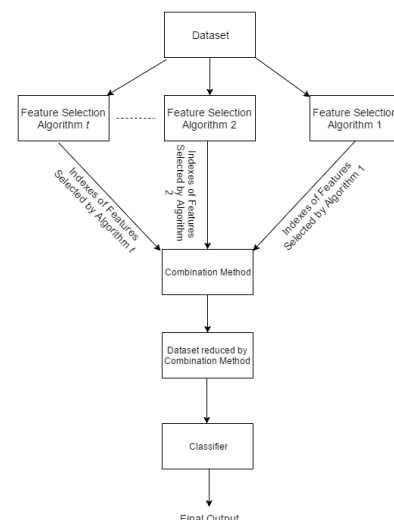 Dataset
Feature Selection
Algorithm t
Feature Selection
Algorithm 2
Feature Selection
Algorithm 1
Indexes of Features
Selected by Algorithm t
Indexes of Features
Selected by Algorithm
2
Indexes of Features
Selected by Algorithm 1
Combination Method
Dataset reduced by
Combination Method
Classifier
Final Output